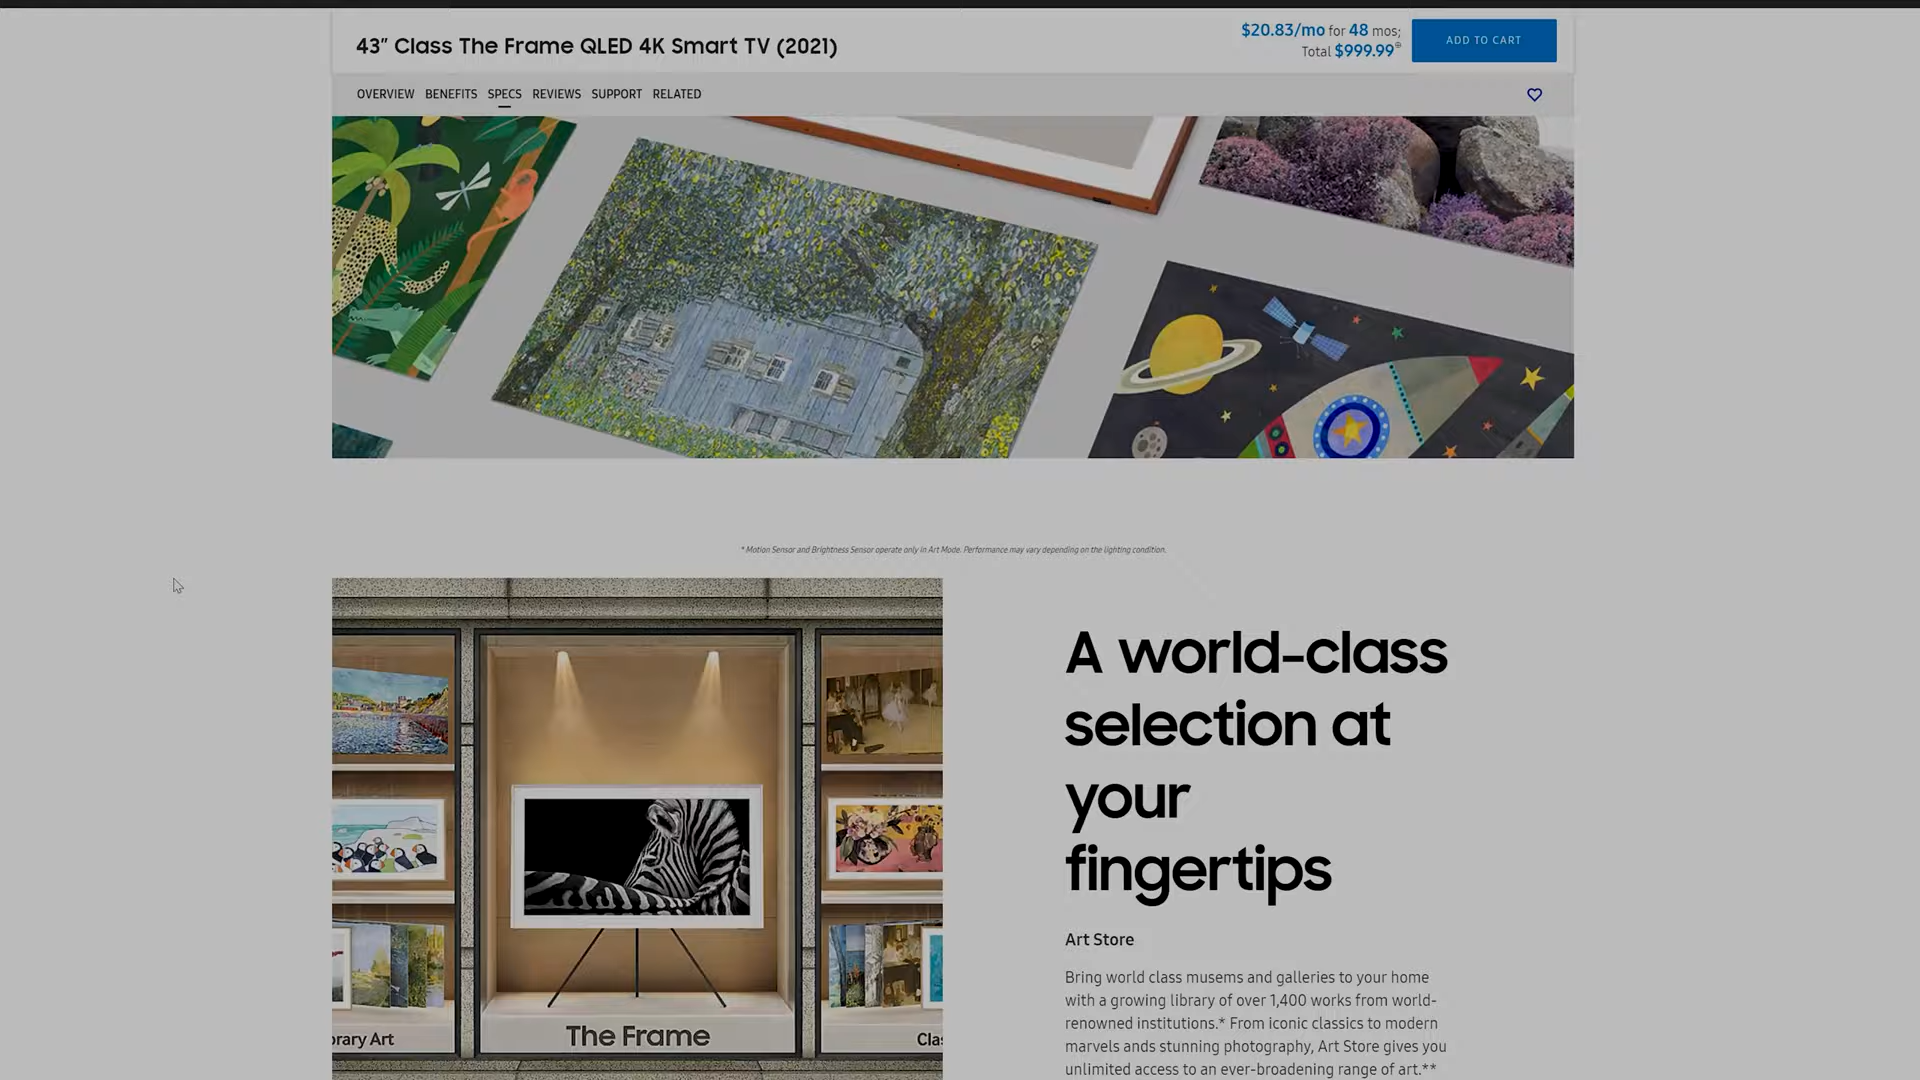 43” Class The Frame QLED 4K Smart TV (2021)
$20.83/mo for 48 mos;
Total $999.99⊕
ADD TO CART
OVERVIEW BENEFITS SPECS REVIEWS SUPPORT RELATED
* Motion Sensor and Brightness Sensor operate only in Art Mode. Performance may vary depending on the lighting condition.
A world-class
selection at
your
fingertips
Art Store
Bring world class musems and galleries to your home
with a growing library of over 1,400 works from world-
renowned institutions.* From iconic classics to modern
marvels ands stunning photography, Art Store gives you
unlimited access to an ever-broadening range of art.**
brary Art
The Frame
Clas